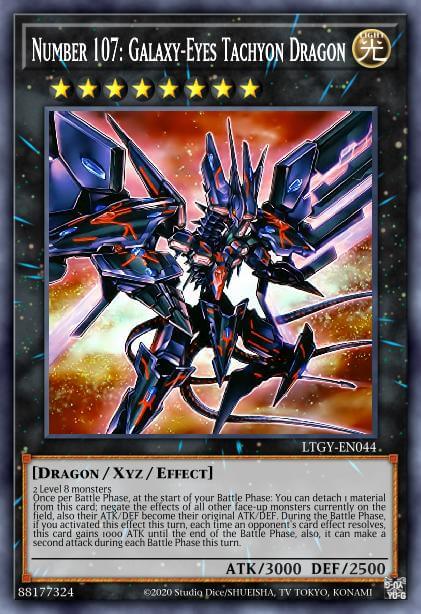 NUMBER 107: GALAXY-EYES TACHYON DRAGON
LIGHT
光
LTGY-EN044
[DRAGON / XYZ / EFFECT]
2 Level 8 monsters
Once per Battle Phase, at the start of your Battle Phase: You can detach 1 material
from this card; negate the effects of all other face-up monsters currently on the
field, also their ATK/DEF become their original ATK/DEF. During the Battle Phase,
if you activated this effect this turn, each time an opponent's card effect resolves,
this card gains 1000 ATK until the end of the Battle Phase, also, it can make a
second attack during each Battle Phase this turn.
ATK/3000 DEF/2500
88177324
©2020 Studio Dice/SHUEISHA, TV TOKYO, KONAMI